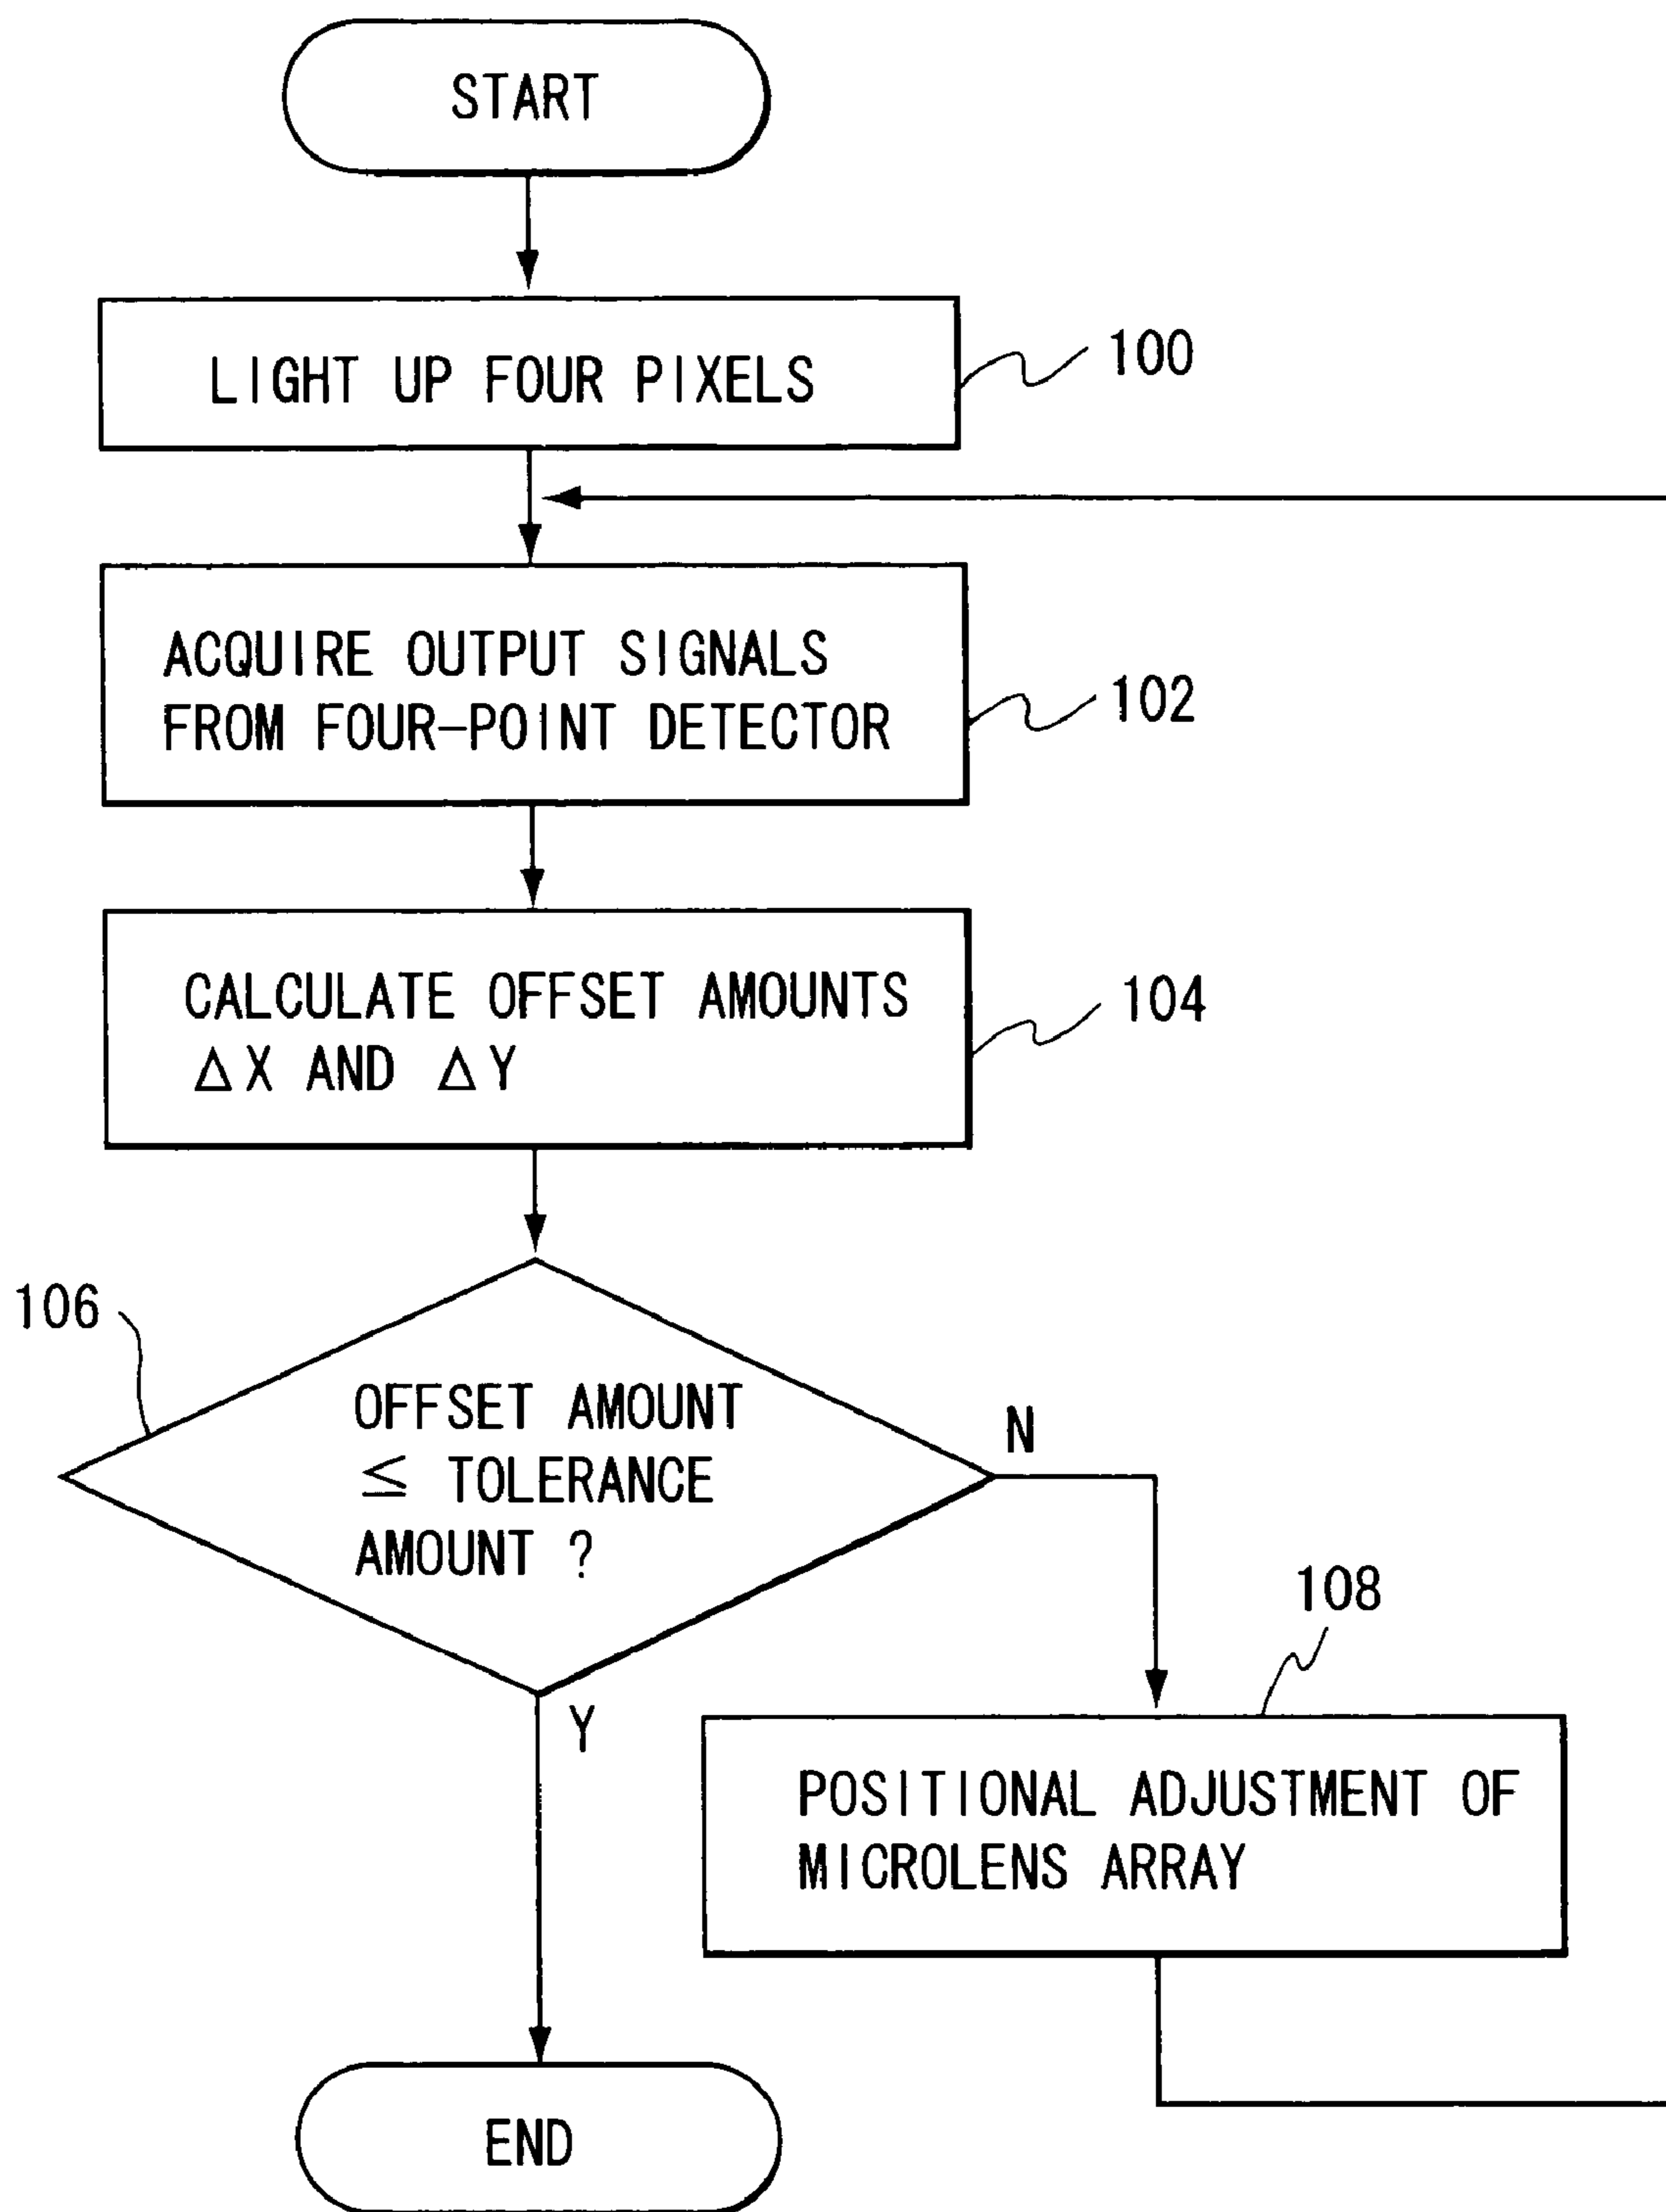 START
LIGHT UP FOUR PIXELS
100
ACQUIRE OUTPUT SIGNALS
FROM FOUR-POINT DETECTOR
102
CALCULATE OFFSET AMOUNTS
ΔX AND ΔY
104
106
OFFSET AMOUNT
≦ TOLERANCE
AMOUNT ?
N
Y
108
POSITIONAL ADJUSTMENT OF
MICROLENS ARRAY
END